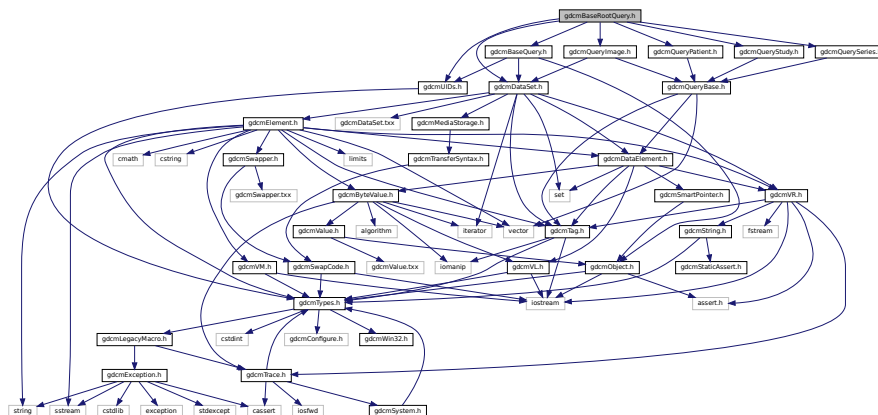 gdcmBaseRootQuery.h
gdcmBaseQuery.h
gdcmQueryImage.h
gdcmQueryPatient.h
gdcmQueryStudy.h
gdcmQuerySeries.h
gdcmUIDs.h
gdcmDataSet.h
gdcmQueryBase.h
gdcmElement.h
gdcmDataSet.txx
gdcmMediaStorage.h
cmath
cstring
gdcmSwapper.h
limits
gdcmTransferSyntax.h
gdcmDataElement.h
gdcmSwapper.txx
gdcmByteValue.h
set
gdcmSmartPointer.h
gdcmVR.h
gdcmValue.h
algorithm
iterator
vector
gdcmTag.h
gdcmString.h
fstream
gdcmVM.h
gdcmSwapCode.h
gdcmValue.txx
iomanip
gdcmVL.h
gdcmObject.h
gdcmStaticAssert.h
gdcmTypes.h
iostream
assert.h
gdcmLegacyMacro.h
cstdint
gdcmConfigure.h
gdcmWin32.h
gdcmException.h
gdcmTrace.h
string
sstream
cstdlib
exception
stdexcept
cassert
iosfwd
gdcmSystem.h